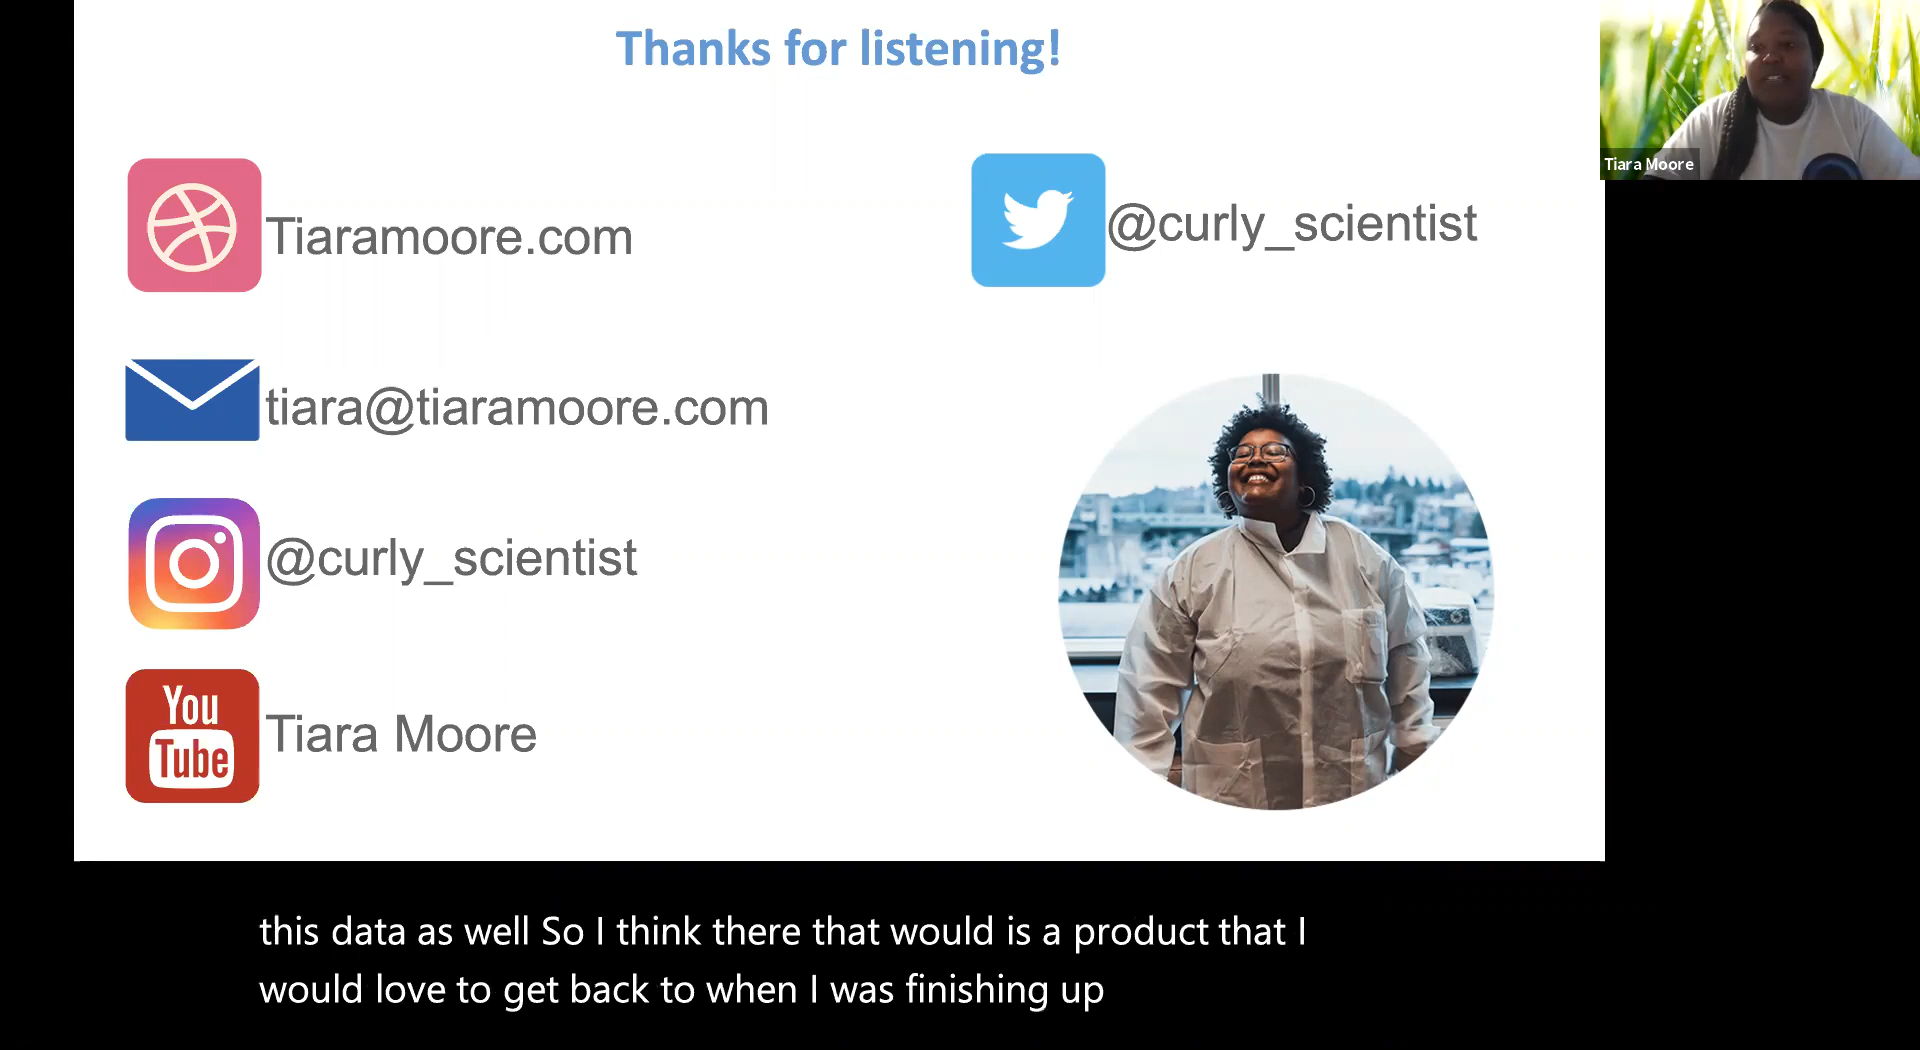 Thanks for listening!
Tiara Moore
Tiaramoore.com
@curly_scientist
tiara@tiaramoore.com
@curly_scientist
You
Tube
Tiara Moore
this data as well So I think there that would is a product that I
would love to get back to when I was finishing up